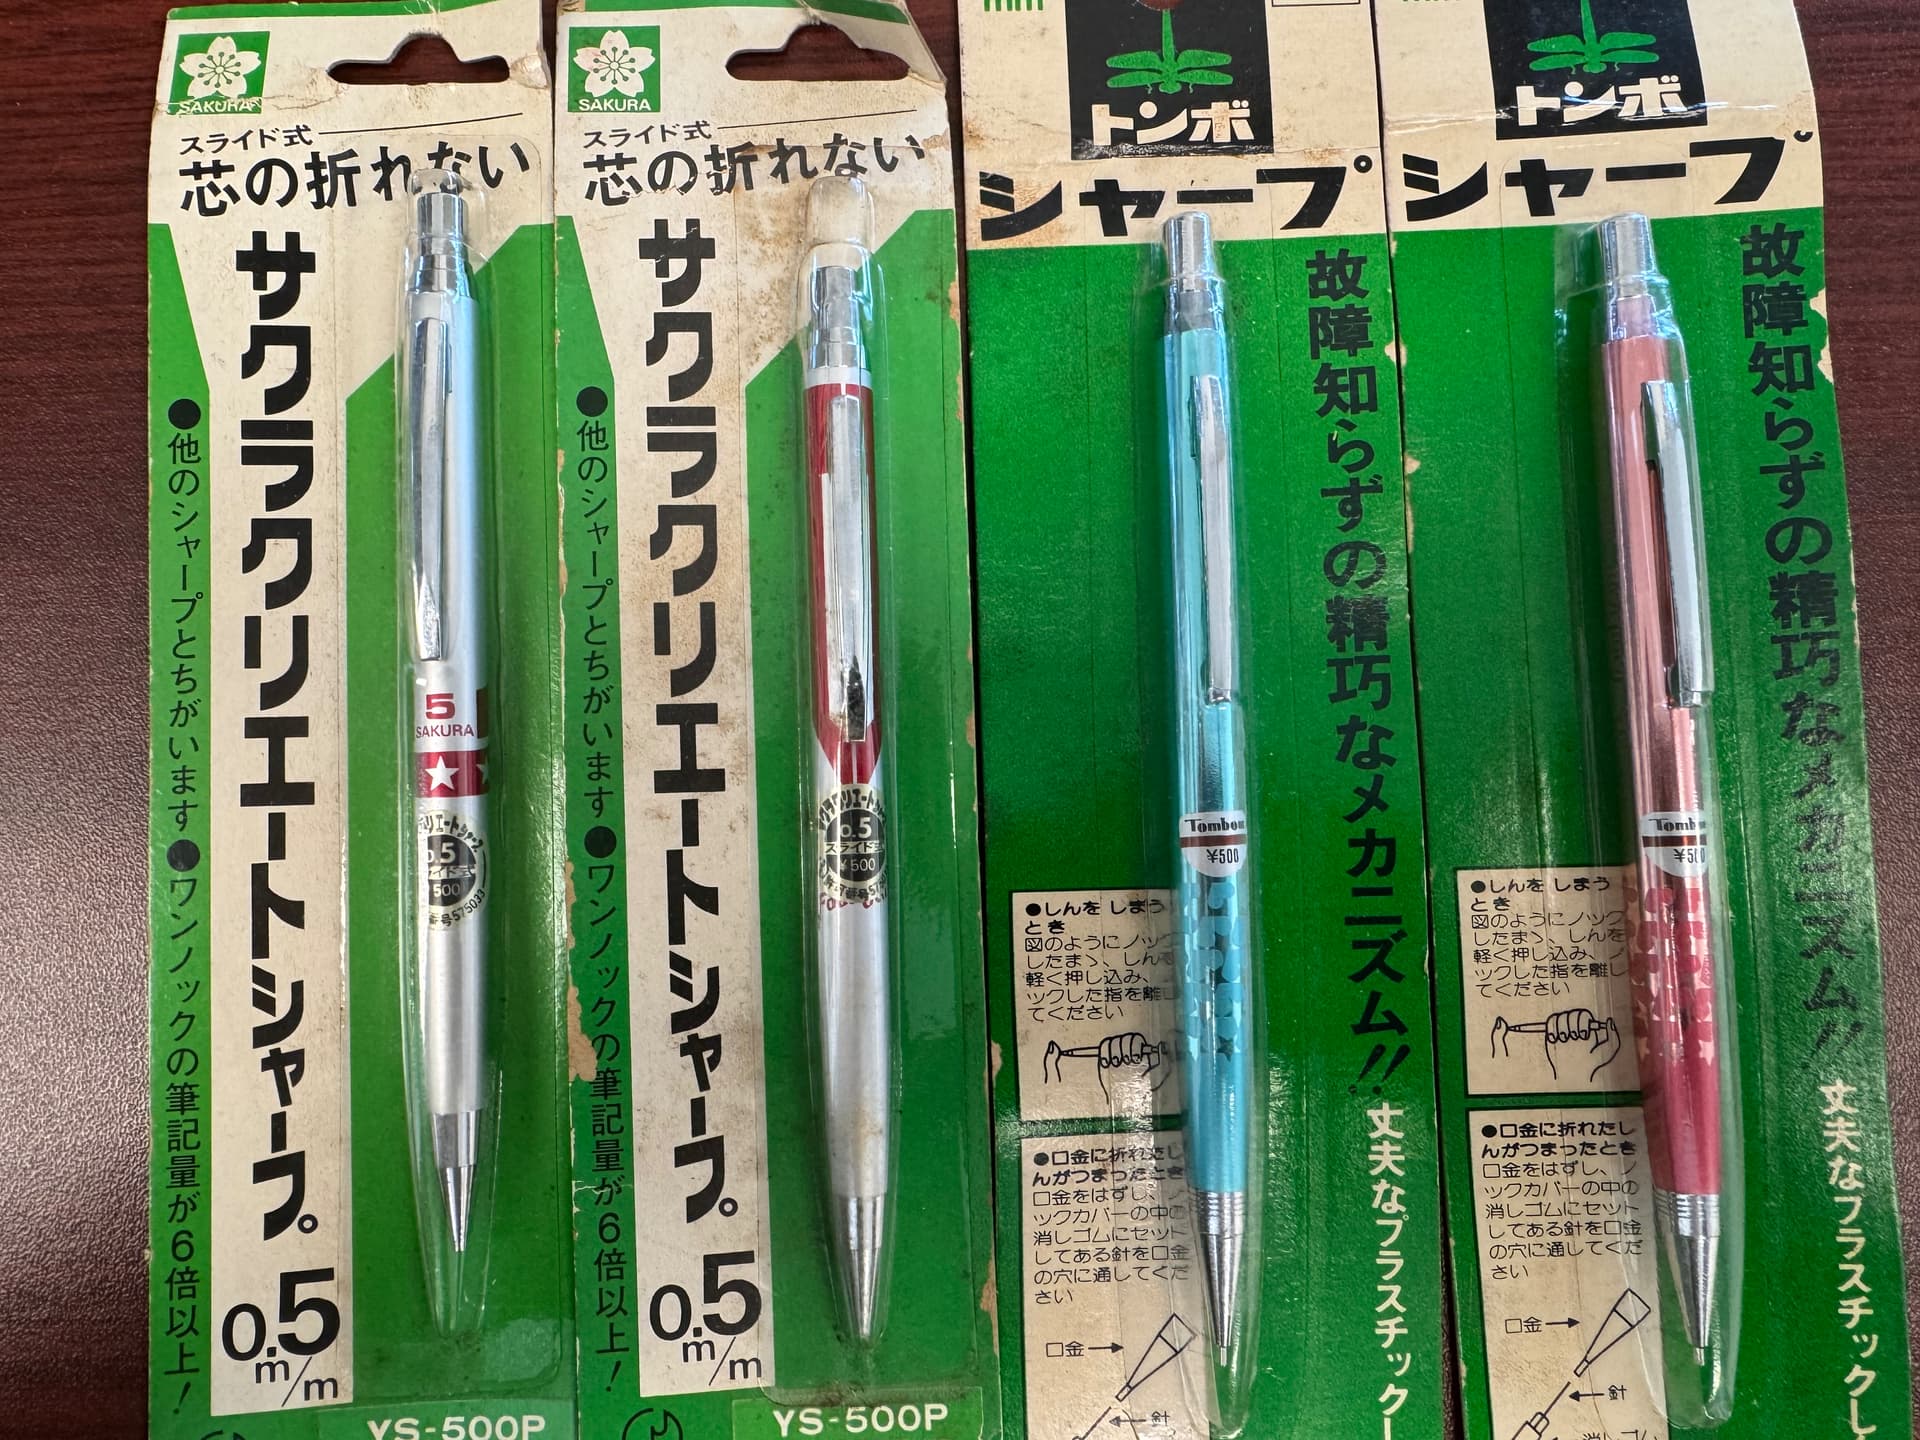 SAKURA
スライド式
芯の折れない
サクラクリエートシャープ
0.5m/m
●他のシャープとちがいます●ワンノックの筆記量が6倍以上!
5
SAKURA
0.5
500
575033
YS-500P
SAKURA
スライド式
芯の折れない
サクラクリエートシャープ
0.5m/m
●他のシャープとちがいます●ワンノックの筆記量が6倍以上!
0.5
スライド式
¥500
YS-500P
mm
トンボ
シャープ
故障知らずの精巧なメカニズム!!
丈夫なプラスチック
Tombow
¥500
●しんを しまう
とき
図のようにノック
したまゝ、しんを
軽く押し込み、
ックした指を離し
てください
●口金に折れたし
んがつまったとき
口金をはずし、ノ
ックカバーの中の
消しゴムにセット
してある針を口金
の穴に通してくだ
さい
口金
針
トンボ
シャープ
故障知らずの精巧なメカニズム!!
丈夫なプラスチックし
Tomb
¥50
●しんを しまう
とき
図のようにノック
したまゝ、しんを
軽く押し込み、
ックした指を離し
てください
●口金に折れたし
んがつまったとき
口金をはずし、ノ
ックカバーの中の
消しゴムにセット
してある針を口金
の穴に通してくだ
さい
口金
針
消しゴム